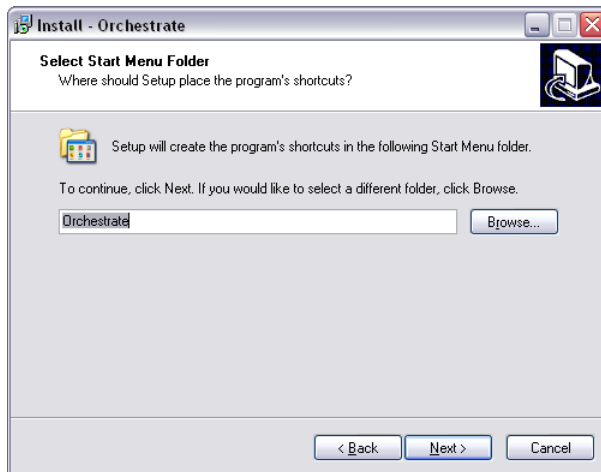 Install - Orchestrate
Select Start Menu Folder
Where should Setup place the program's shortcuts?
Setup will create the program's shortcuts in the following Start Menu folder.
To continue, click Next. If you would like to select a different folder, click Browse.
Orchestrate
Browse...
< Back
Next >
Cancel